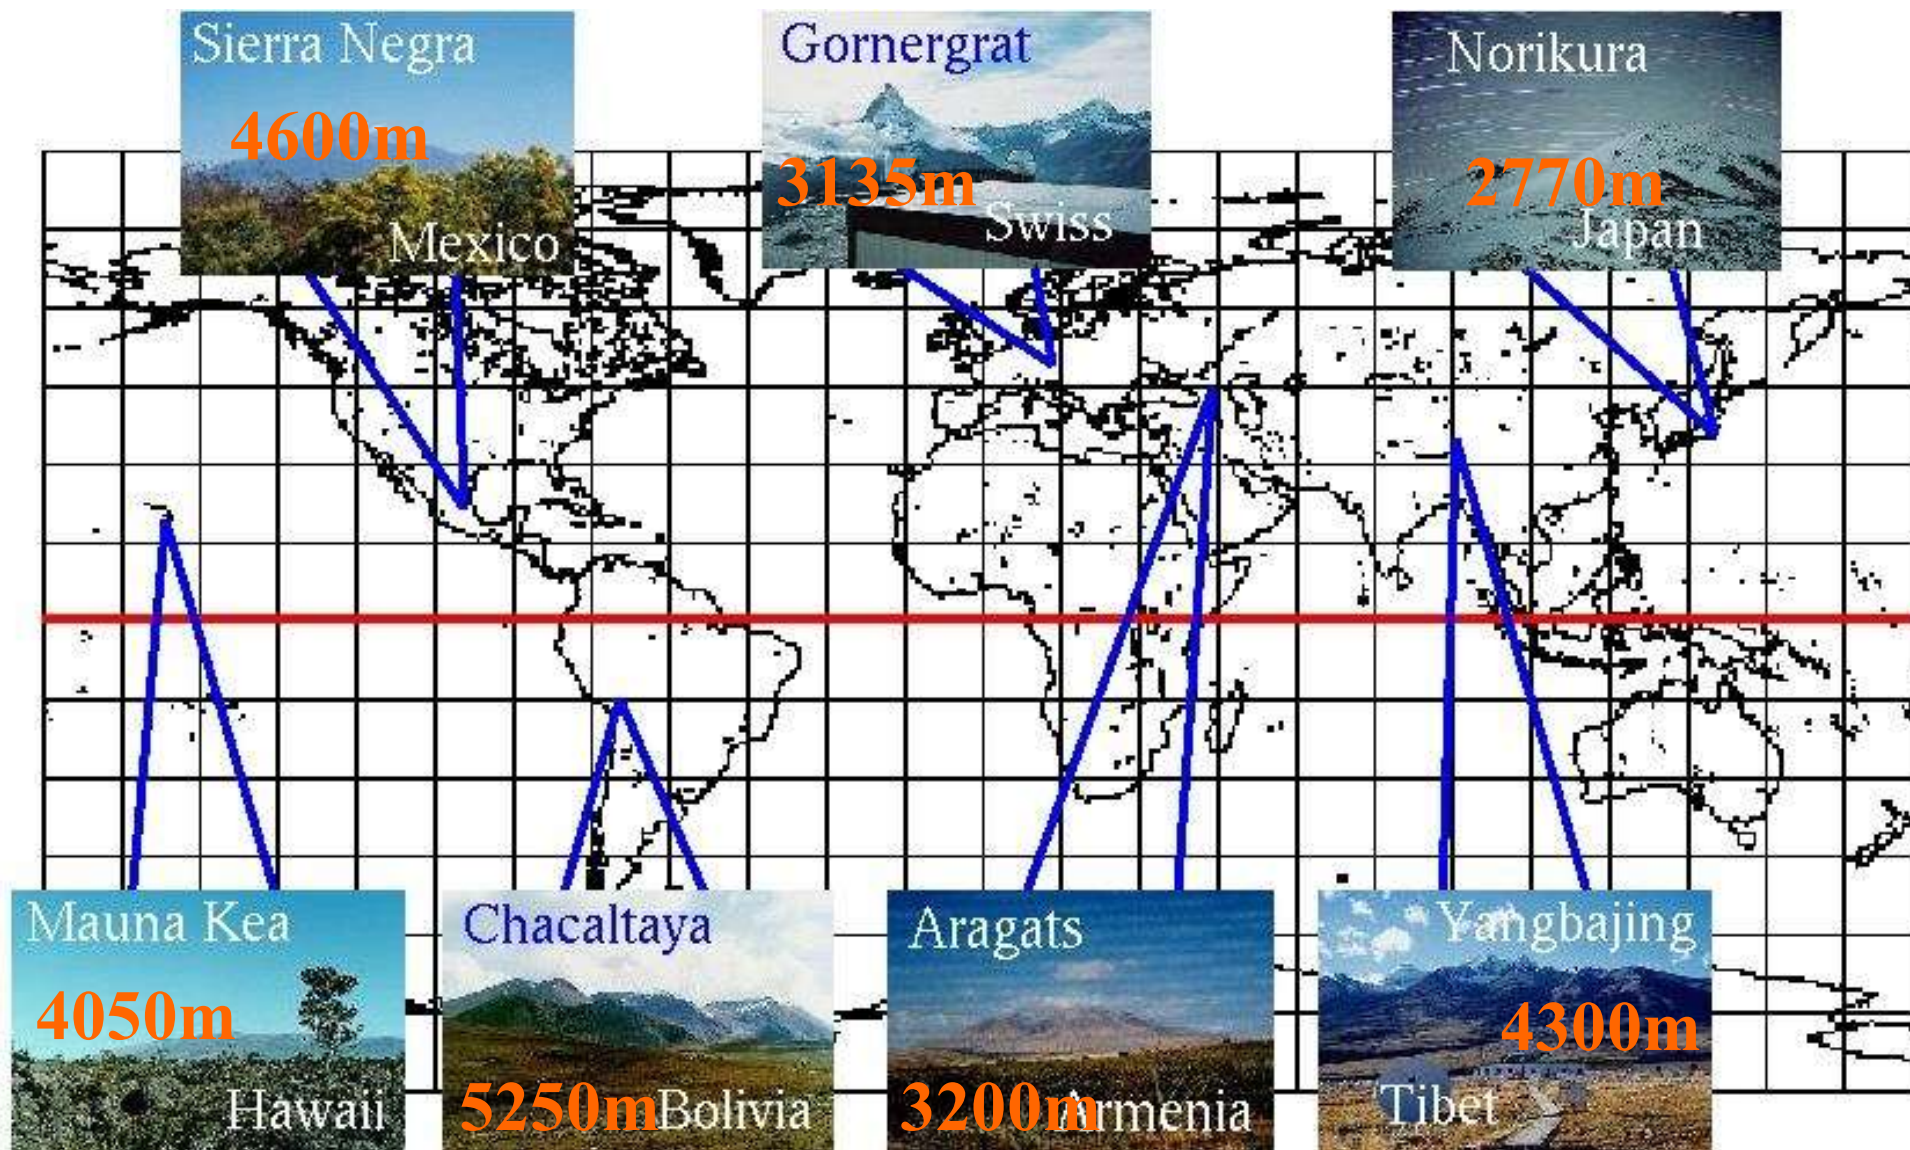 Sierra Negra
4600m
Mexico
Gornergrat
3135m
Swiss
Norikura
2770m
Japan
Mauna Kea
4050m
Hawaii
Chacaltaya
5250m
Bolivia
Aragats
3200m
Armenia
Yangbajing
4300m
Tibet